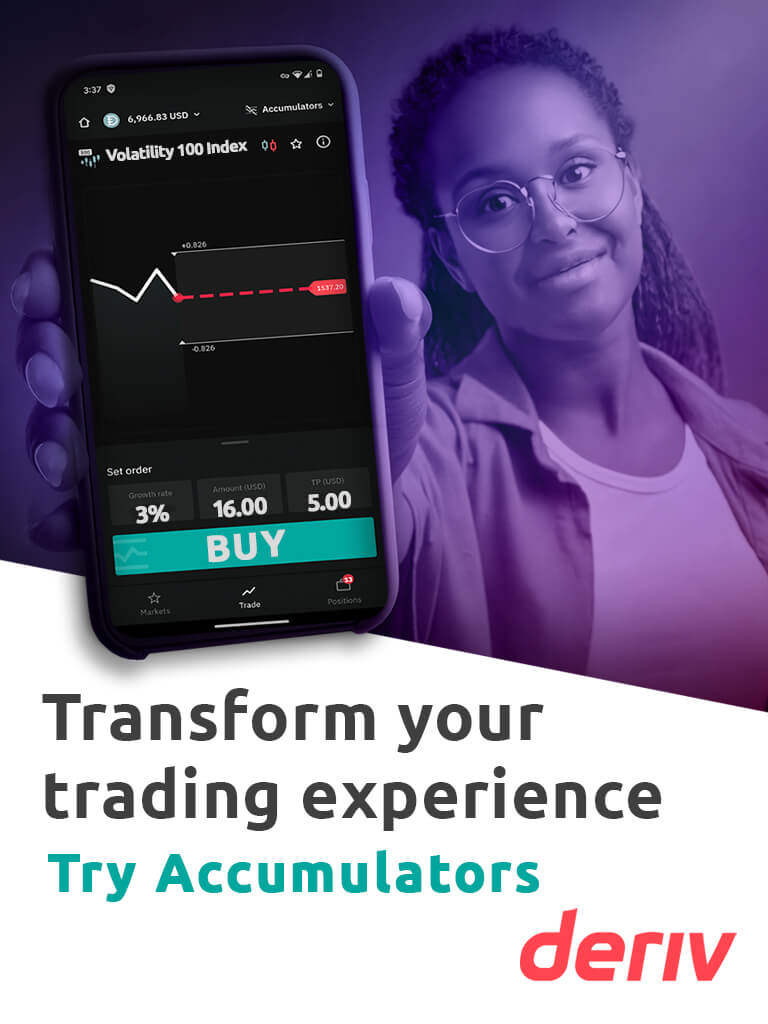 3:37
6,966.83 USD
Accumulators
100
Volatility 100 Index
+0.826
1537.20
-0.826
Set order
Growth rate
3%
Amount (USD)
16.00
TP (USD)
5.00
BUY
13
Markets
Trade
Positions
Transform your
trading experience
Try Accumulators
deriv